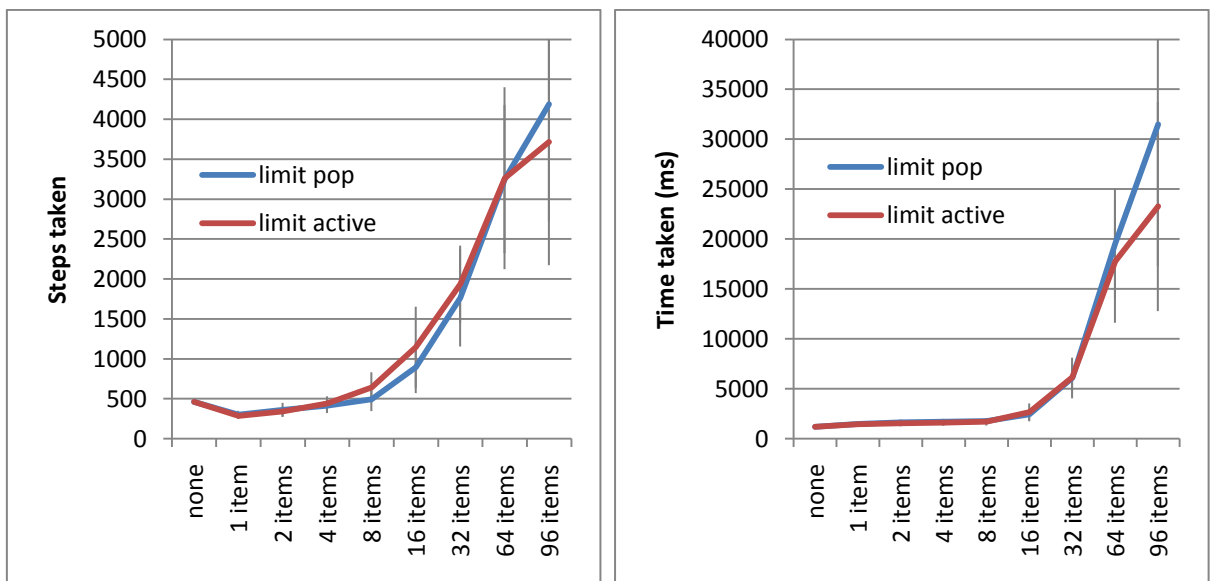 Steps taken
5000
4500
4000
3500
3000
2500
2000
1500
1000
500
0
limit pop
limit active
none
1 item
2 items
4 items
8 items
16 items
32 items
64 items
96 items
Time taken (ms)
40000
35000
30000
25000
20000
15000
10000
5000
0
limit pop
limit active
none
1 item
2 items
4 items
8 items
16 items
32 items
64 items
96 items